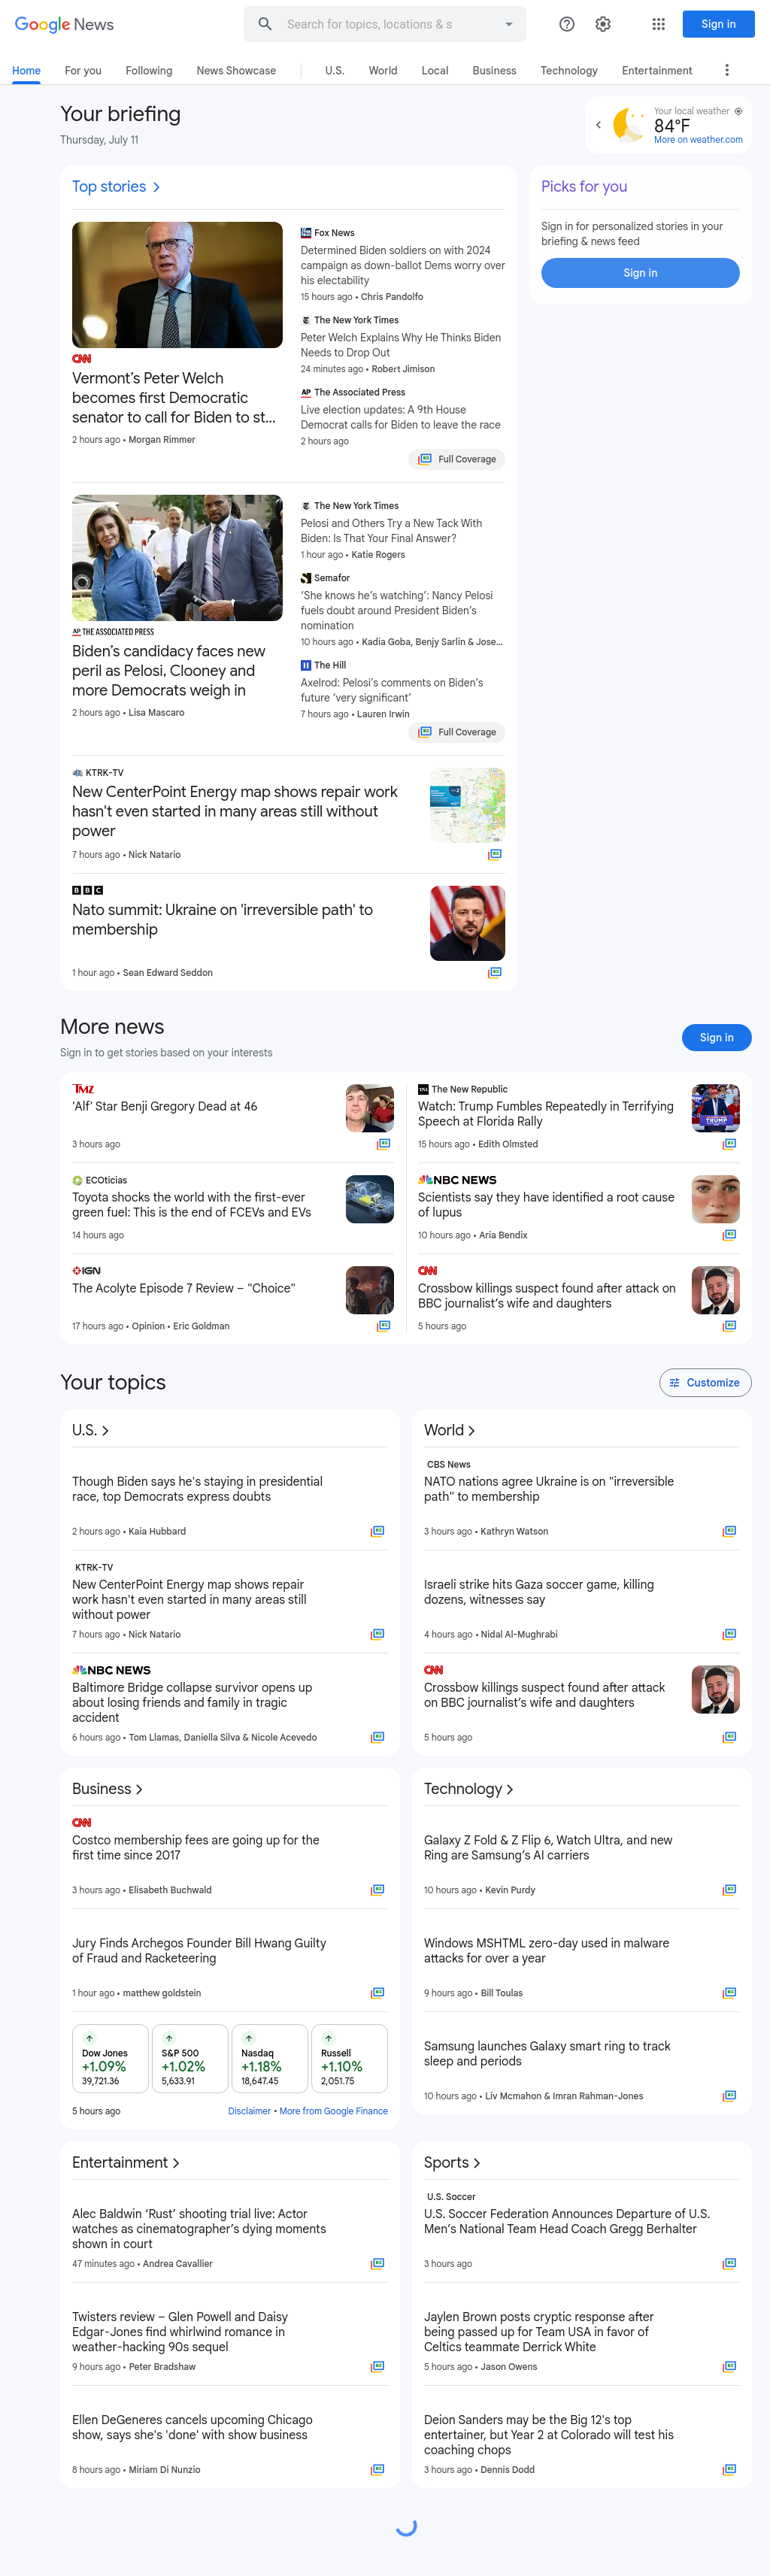 Google News
Search for topics, locations & s
Sign in
Home
For you
Following
News Showcase
U.S.
World
Local
Business
Technology
Entertainment
Your briefing
Thursday, July 11
Your local weather
84°F
More on weather.com
Top stories
CNN
Vermont's Peter Welch
becomes first Democratic
senator to call for Biden to st...
2 hours ago • Morgan Rimmer
Fox News
Determined Biden soldiers on with 2024
campaign as down-ballot Dems worry over
his electability
15 hours ago • Chris Pandolfo
The New York Times
Peter Welch Explains Why He Thinks Biden
Needs to Drop Out
24 minutes ago • Robert Jimison
AP The Associated Press
Live election updates: A 9th House
Democrat calls for Biden to leave the race
2 hours ago
Full Coverage
Picks for you
Sign in for personalized stories in your
briefing & news feed
Sign in
AP THE ASSOCIATED PRESS
Biden's candidacy faces new
peril as Pelosi, Clooney and
more Democrats weigh in
2 hours ago • Lisa Mascaro
The New York Times
Pelosi and Others Try a New Tack With
Biden: Is That Your Final Answer?
1 hour ago • Katie Rogers
Semafor
'She knows he's watching': Nancy Pelosi
fuels doubt around President Biden's
nomination
10 hours ago • Kadia Goba, Benjy Sarlin & Jose...
The Hill
Axelrod: Pelosi's comments on Biden's
future 'very significant'
7 hours ago • Lauren Irwin
Full Coverage
KTRK-TV
New CenterPoint Energy map shows repair work
hasn't even started in many areas still without
power
7 hours ago • Nick Natario
BBC
Nato summit: Ukraine on 'irreversible path' to
membership
1 hour ago • Sean Edward Seddon
More news
Sign in to get stories based on your interests
Sign in
TMZ
'Alf' Star Benji Gregory Dead at 46
3 hours ago
TNR The New Republic
Watch: Trump Fumbles Repeatedly in Terrifying
Speech at Florida Rally
TRUMP
15 hours ago • Edith Olmsted
ECOticias
Toyota shocks the world with the first-ever
green fuel: This is the end of FCEVs and EVs
14 hours ago
NBC NEWS
Scientists say they have identified a root cause
of lupus
10 hours ago • Aria Bendix
IGN
The Acolyte Episode 7 Review – "Choice"
17 hours ago • Opinion • Eric Goldman
CNN
Crossbow killings suspect found after attack on
BBC journalist's wife and daughters
5 hours ago
Your topics
Customize
U.S.
Though Biden says he's staying in presidential
race, top Democrats express doubts
2 hours ago • Kaia Hubbard
KTRK-TV
New CenterPoint Energy map shows repair
work hasn't even started in many areas still
without power
7 hours ago • Nick Natario
NBC NEWS
Baltimore Bridge collapse survivor opens up
about losing friends and family in tragic
accident
6 hours ago • Tom Llamas, Daniella Silva & Nicole Acevedo
World
CBS News
NATO nations agree Ukraine is on "irreversible
path" to membership
3 hours ago • Kathryn Watson
Israeli strike hits Gaza soccer game, killing
dozens, witnesses say
4 hours ago • Nidal Al-Mughrabi
CNN
Crossbow killings suspect found after attack
on BBC journalist's wife and daughters
5 hours ago
Business
CNN
Costco membership fees are going up for the
first time since 2017
3 hours ago • Elisabeth Buchwald
Jury Finds Archegos Founder Bill Hwang Guilty
of Fraud and Racketeering
1 hour ago • matthew goldstein
Dow Jones
+1.09%
39,721.36
S&P 500
+1.02%
5,633.91
Nasdaq
+1.18%
18,647.45
Russell
+1.10%
2,051.75
5 hours ago
Disclaimer • More from Google Finance
Technology
Galaxy Z Fold & Z Flip 6, Watch Ultra, and new
Ring are Samsung's AI carriers
10 hours ago • Kevin Purdy
Windows MSHTML zero-day used in malware
attacks for over a year
9 hours ago • Bill Toulas
Samsung launches Galaxy smart ring to track
sleep and periods
10 hours ago • Liv Mcmahon & Imran Rahman-Jones
Entertainment
Alec Baldwin 'Rust' shooting trial live: Actor
watches as cinematographer's dying moments
shown in court
47 minutes ago • Andrea Cavallier
Twisters review – Glen Powell and Daisy
Edgar-Jones find whirlwind romance in
weather-hacking 90s sequel
9 hours ago • Peter Bradshaw
Ellen DeGeneres cancels upcoming Chicago
show, says she's 'done' with show business
8 hours ago • Miriam Di Nunzio
Sports
U.S. Soccer
U.S. Soccer Federation Announces Departure of U.S.
Men's National Team Head Coach Gregg Berhalter
3 hours ago
Jaylen Brown posts cryptic response after
being passed up for Team USA in favor of
Celtics teammate Derrick White
5 hours ago • Jason Owens
Deion Sanders may be the Big 12's top
entertainer, but Year 2 at Colorado will test his
coaching chops
3 hours ago • Dennis Dodd